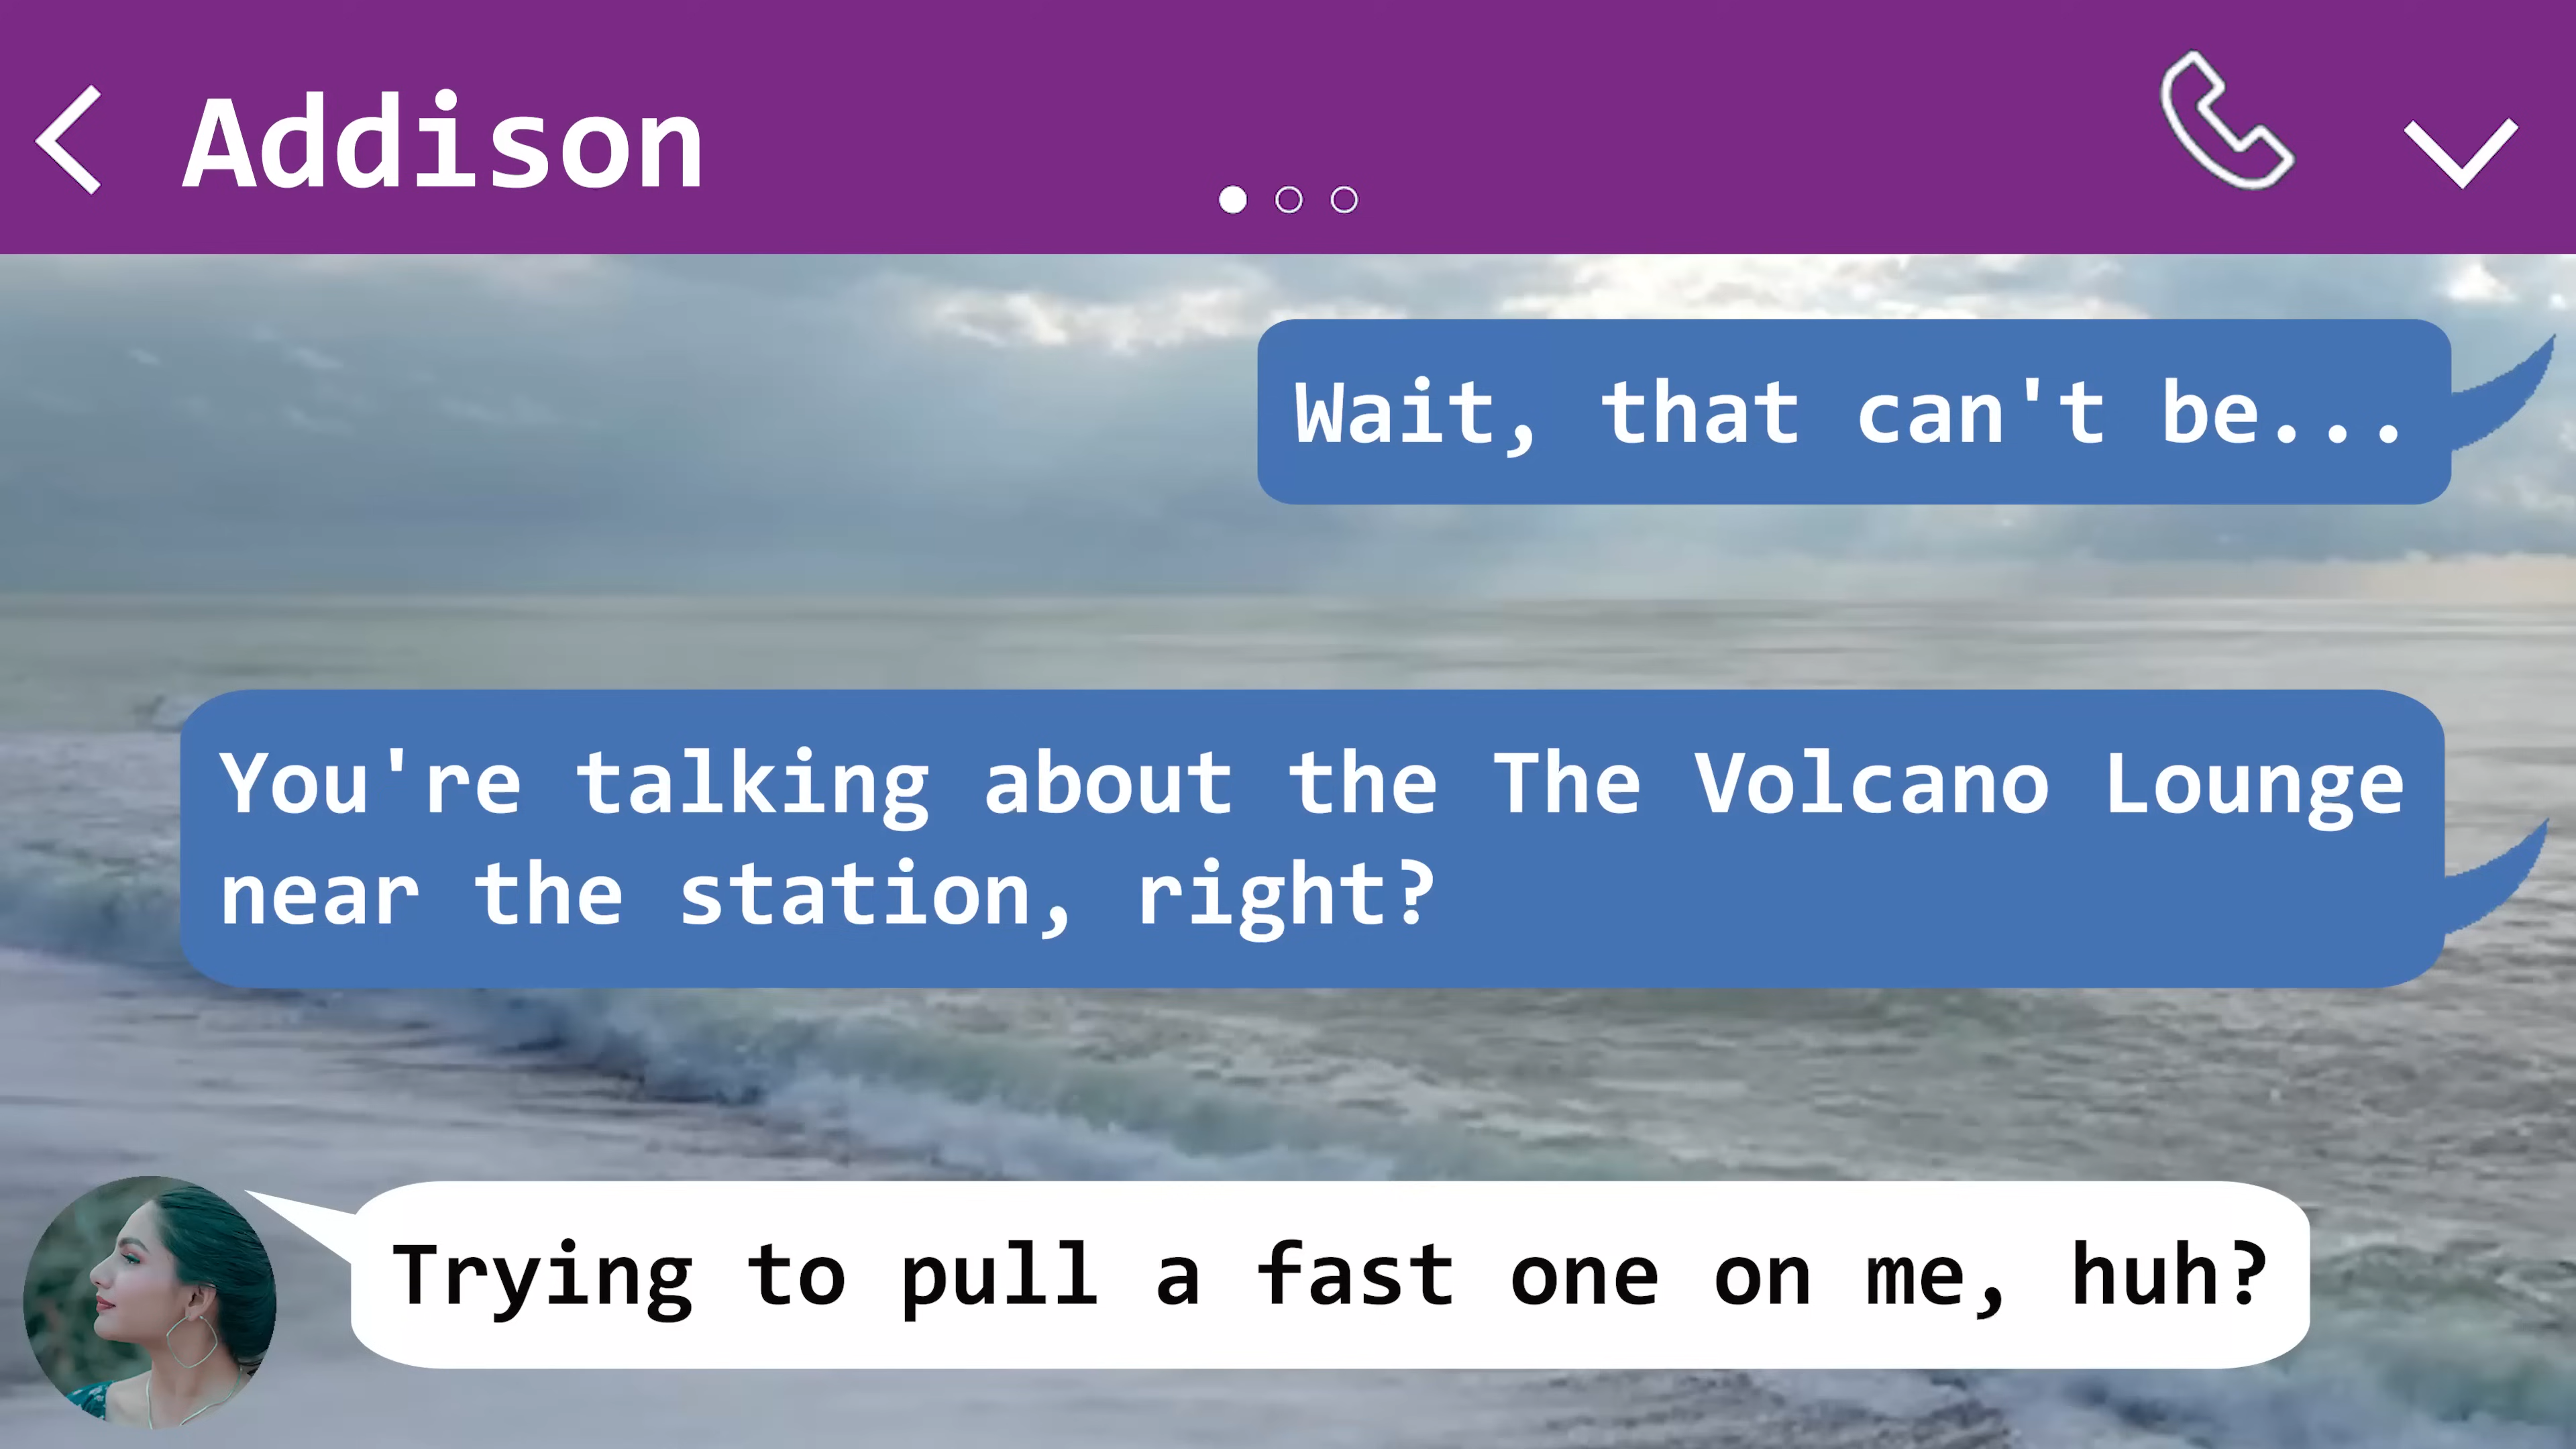 Addison
Wait, that can't be...
You're talking about the The Volcano Lounge
near the station, right?
Trying to pull a fast one on me, huh?